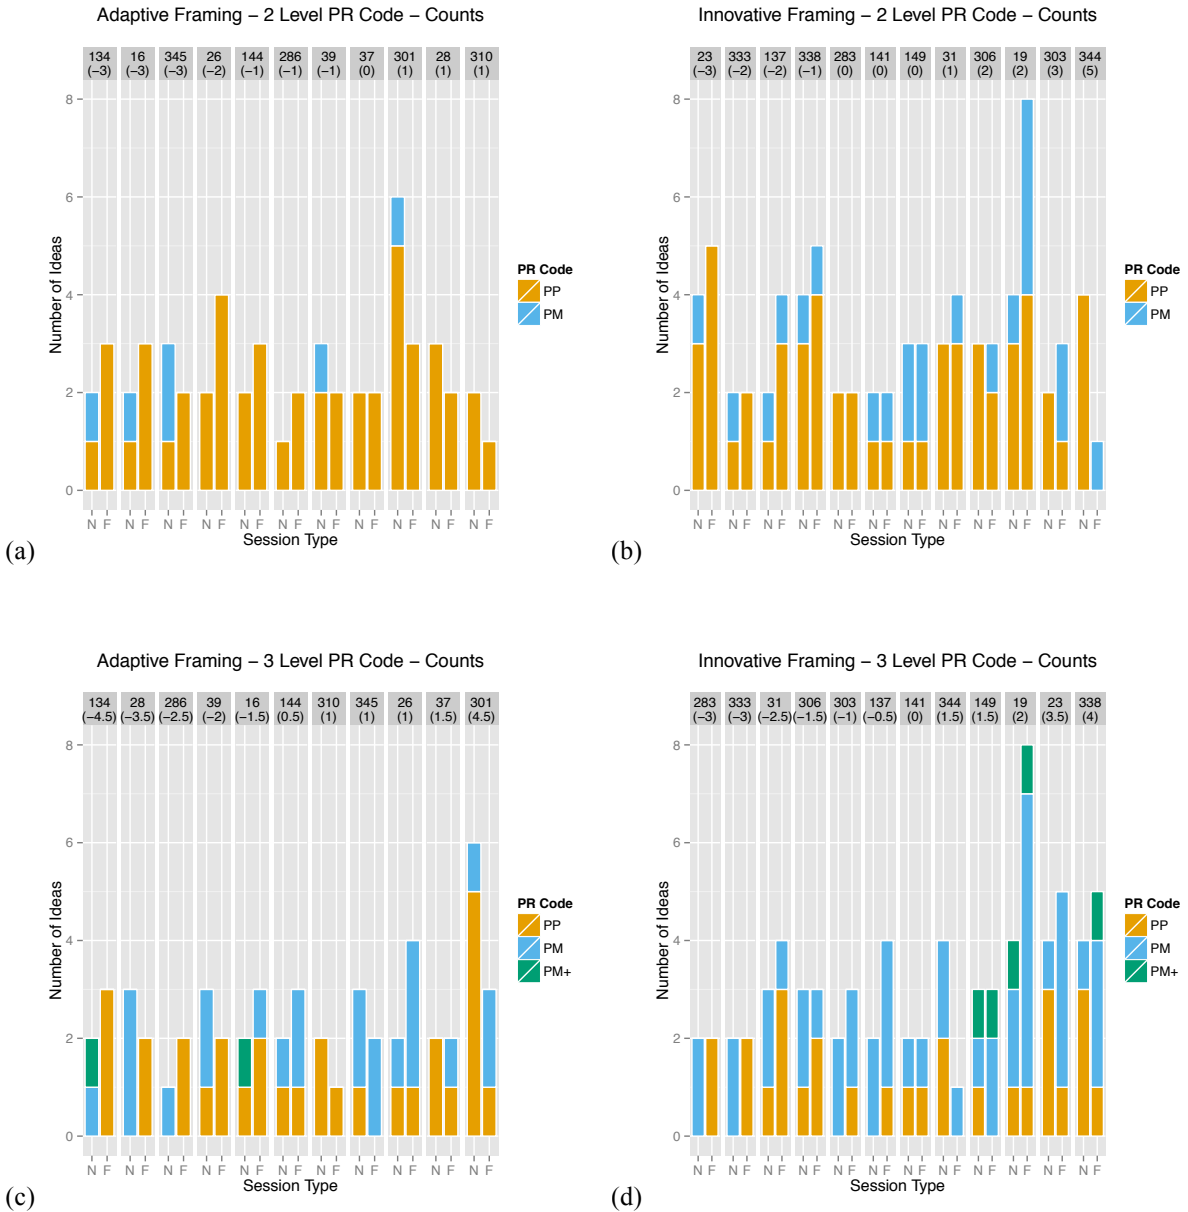 Adaptive Framing – 2 Level PR Code – Counts
134 16 345 26 144 286 39 37 301 28 310
(−3) (−3) (−3) (−2) (−1) (−1) (−1) (0) (1) (1) (1)
8
6
4
2
0
Number of Ideas
N F N F N F N F N F N F N F N F N F N F N F
Session Type
PR Code
PP
PM
(a)
Innovative Framing – 2 Level PR Code – Counts
23 333 137 338 283 141 149 31 306 19 303 344
(−3) (−2) (−2) (−1) (0) (0) (0) (1) (2) (2) (3) (5)
8
6
4
2
0
Number of Ideas
N F N F N F N F N F N F N F N F N F N F N F N F
Session Type
PR Code
PP
PM
(b)
Adaptive Framing – 3 Level PR Code – Counts
134 28 286 39 16 144 310 345 26 37 301
(−4.5) (−3.5) (−2.5) (−2) (−1.5) (0.5) (1) (1) (1) (1.5) (4.5)
8
6
4
2
0
Number of Ideas
N F N F N F N F N F N F N F N F N F N F N F
Session Type
PR Code
PP
PM
PM+
(c)
Innovative Framing – 3 Level PR Code – Counts
283 333 31 306 303 137 141 344 149 19 23 338
(−3) (−3) (−2.5) (−1.5) (−1) (−0.5) (0) (1.5) (1.5) (2) (3.5) (4)
8
6
4
2
0
Number of Ideas
N F N F N F N F N F N F N F N F N F N F N F N F
Session Type
PR Code
PP
PM
PM+
(d)